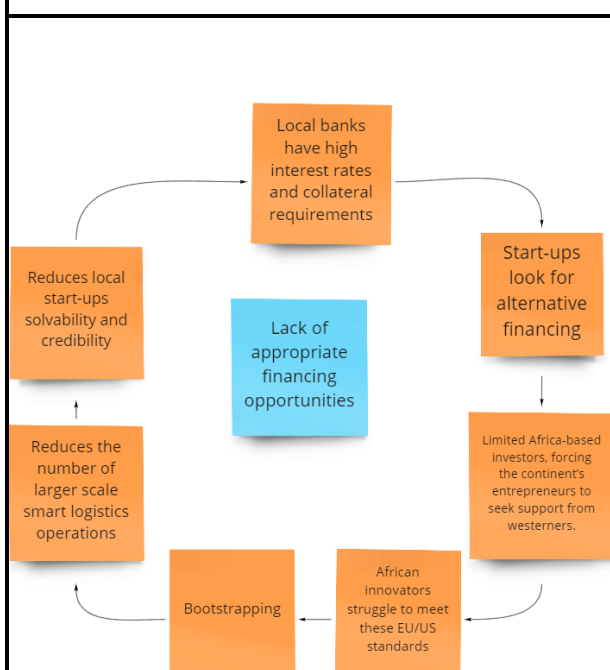 Local banks
have high
interest rates
and collateral
requirements
Start-ups
look for
alternative
financing
Limited Africa-based
investors, forcing
the continent's
entrepreneurs to
seek support from
westerners.
African
innovators
struggle to meet
these EU/US
standards
Bootstrapping
Reduces the
number of
larger scale
smart logistics
operations
Reduces local
start-ups
solvability and
credibility
Lack of
appropriate
financing
opportunities